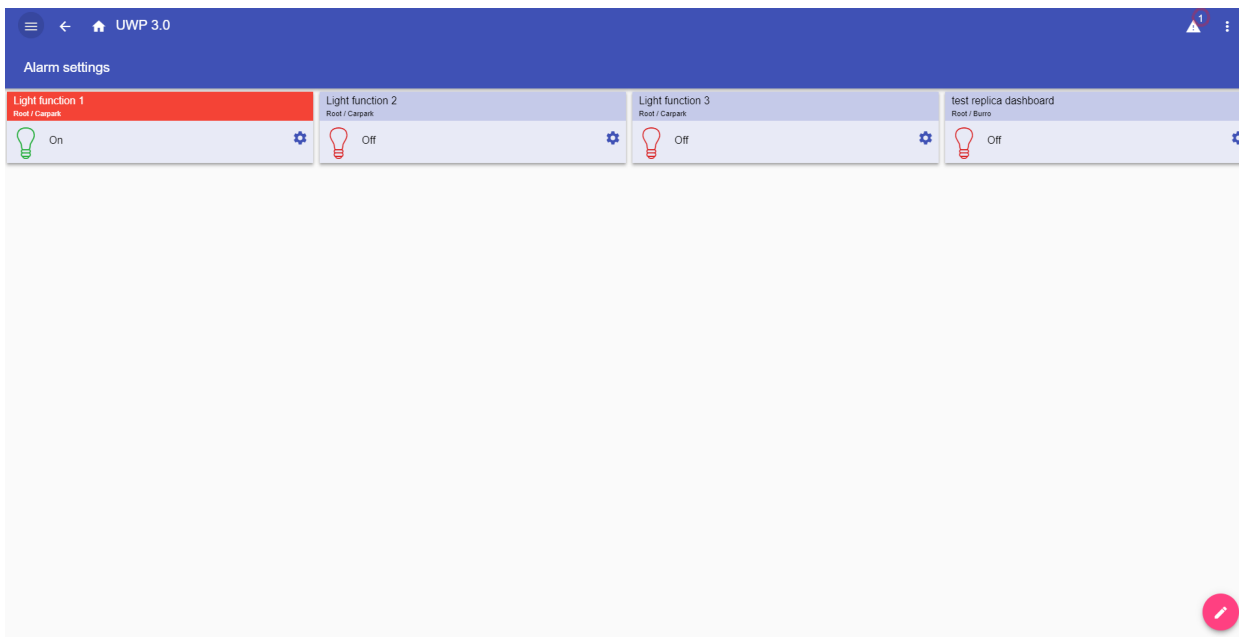 UWP 3.0
1
Alarm settings
Light function 1
Root / Carpark
On
Light function 2
Root / Carpark
Off
Light function 3
Root / Carpark
Off
test replica dashboard
Root / Burro
Off